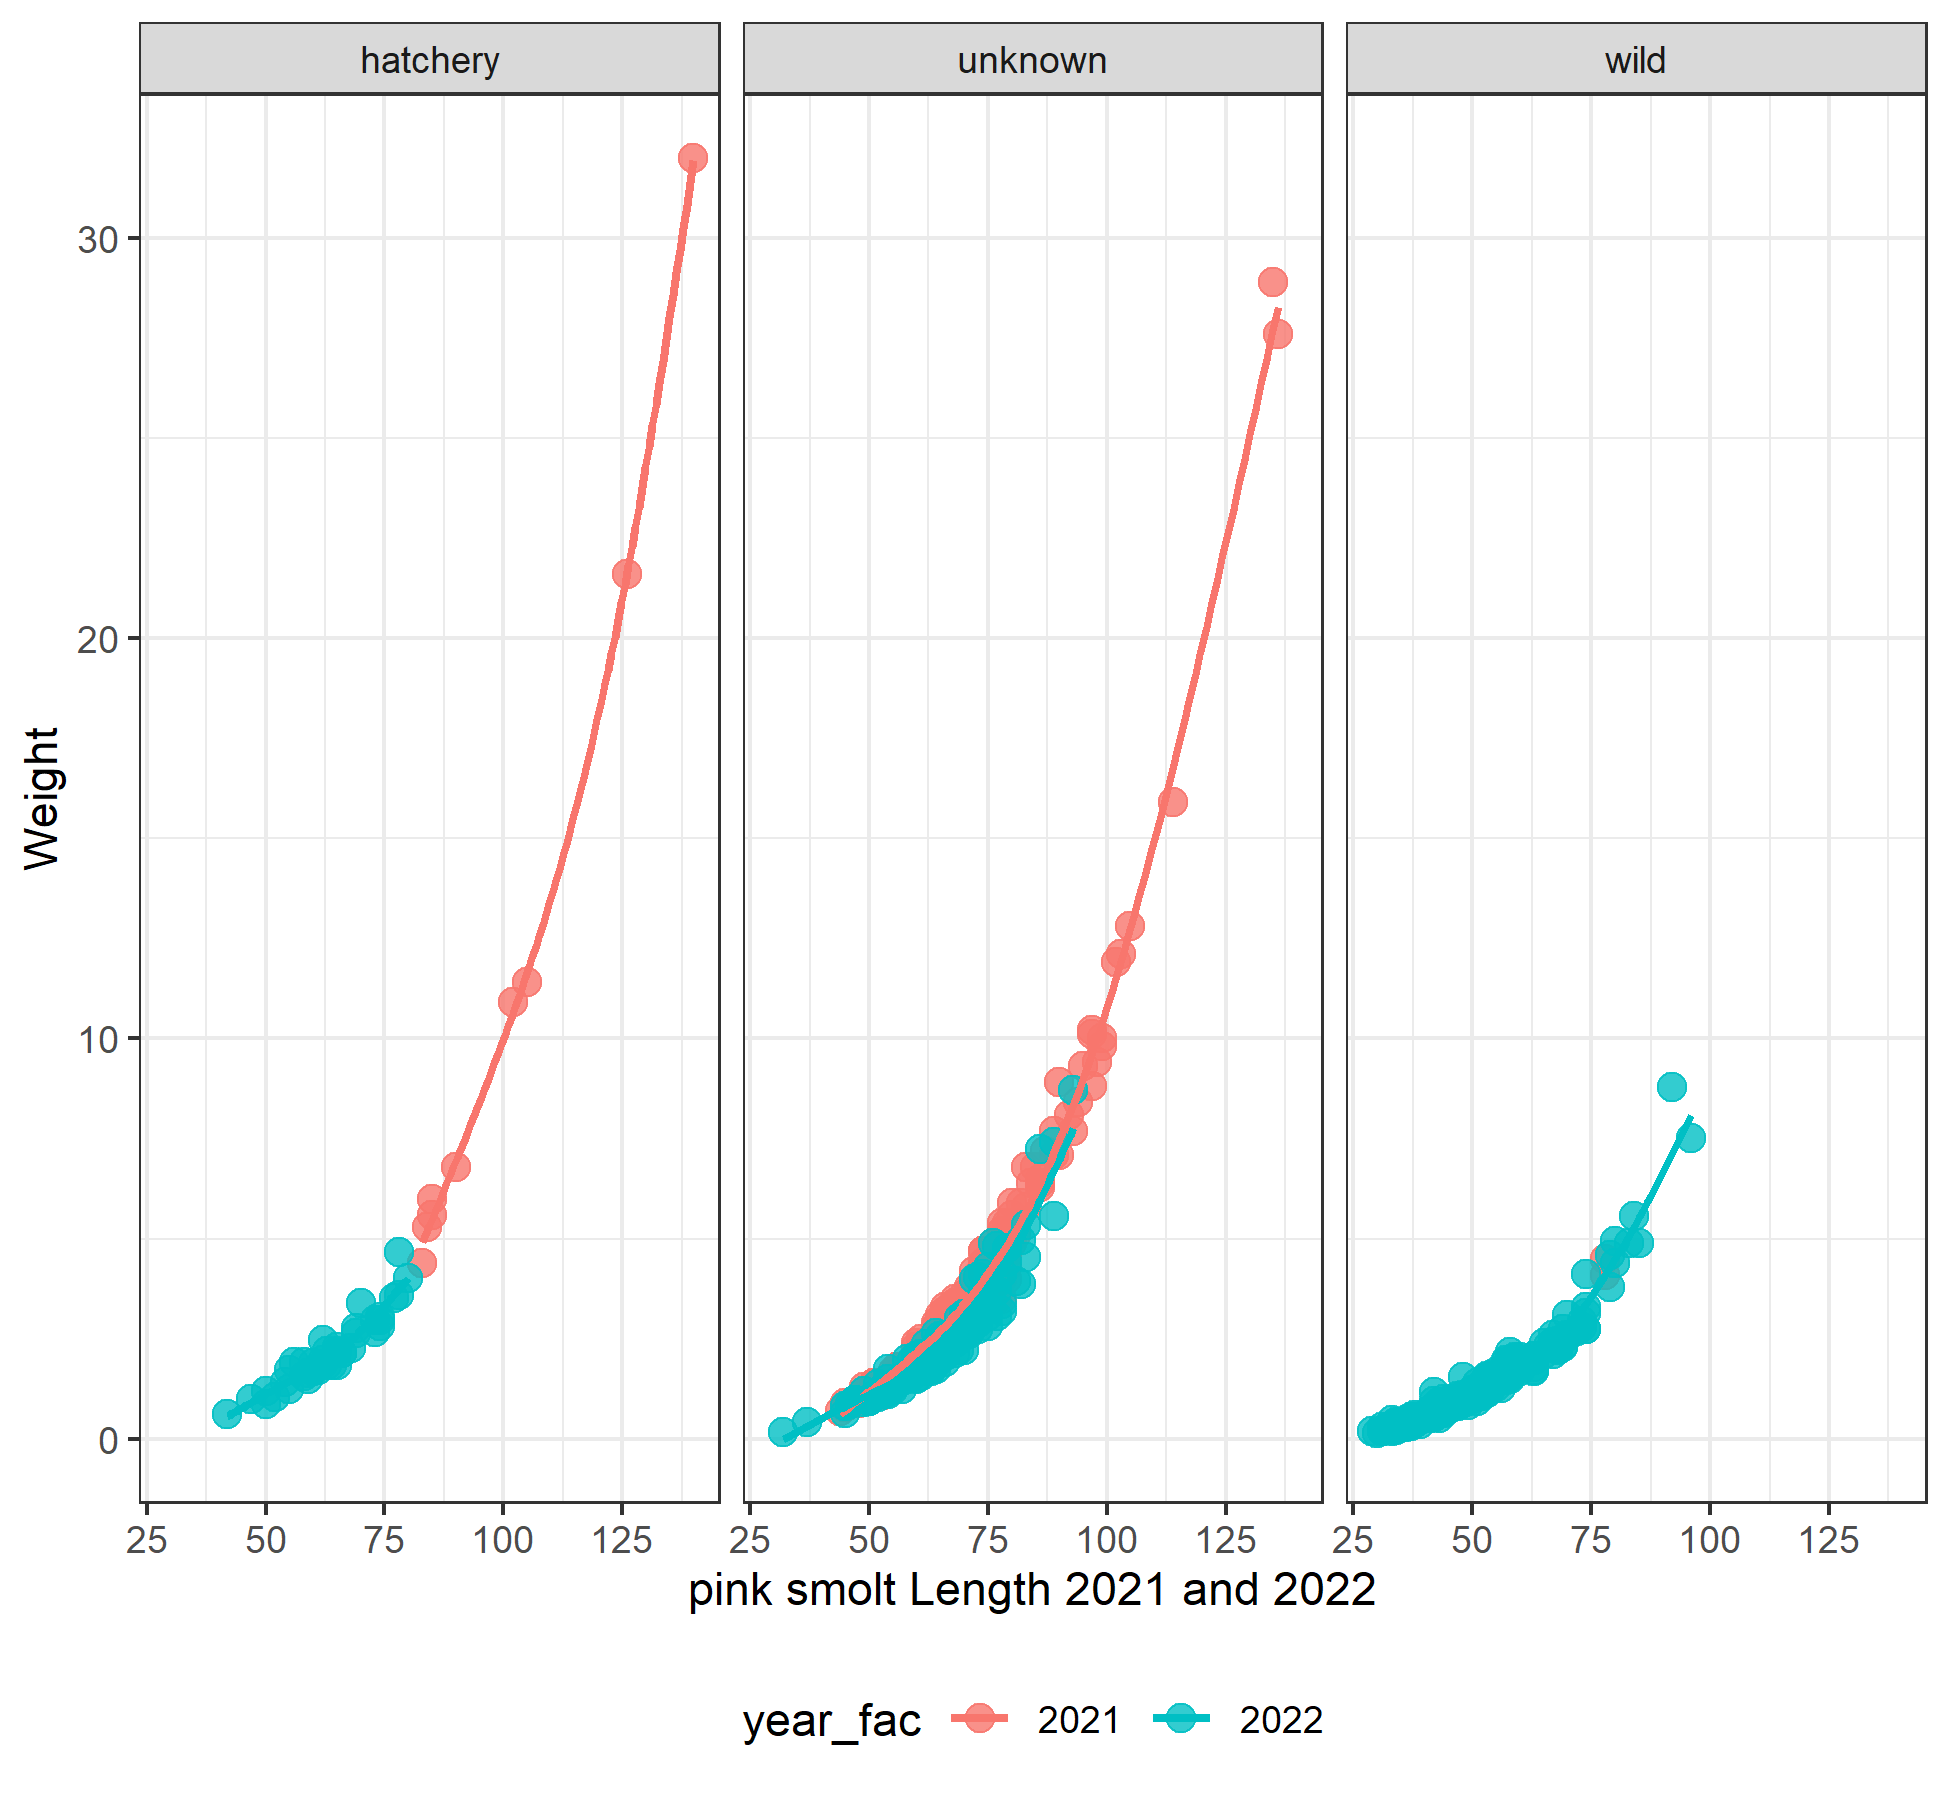 hatchery unknown wild
30
20
10
0
Weight
25 50 75 100 125 25 50 75 100 125 25 50 75 100 125
pink smolt Length 2021 and 2022
year_fac 2021 2022